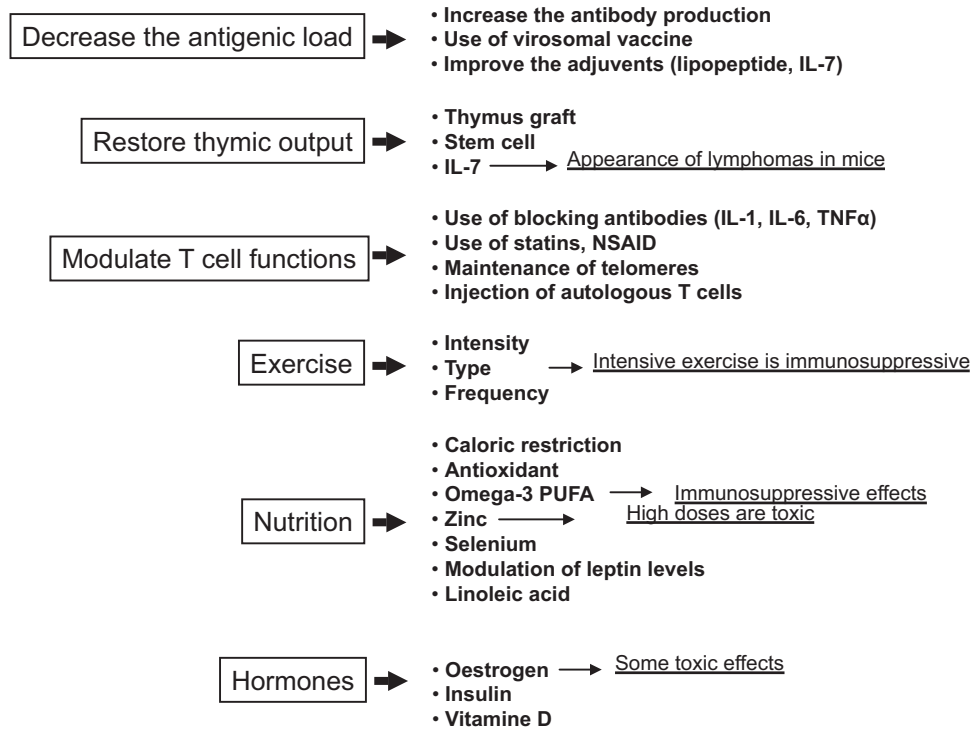 Decrease the antigenic load
• Increase the antibody production
• Use of virosomal vaccine
• Improve the adjuvents (lipopeptide, IL-7)
Restore thymic output
• Thymus graft
• Stem cell
• IL-7 Appearance of lymphomas in mice
Modulate T cell functions
• Use of blocking antibodies (IL-1, IL-6, TNFα)
• Use of statins, NSAID
• Maintenance of telomeres
• Injection of autologous T cells
Exercise
• Intensity
• Type Intensive exercise is immunosuppressive
• Frequency
Nutrition
• Caloric restriction
• Antioxidant
• Omega-3 PUFA Immunosuppressive effects
• Zinc High doses are toxic
• Selenium
• Modulation of leptin levels
• Linoleic acid
Hormones
• Oestrogen Some toxic effects
• Insulin
• Vitamine D